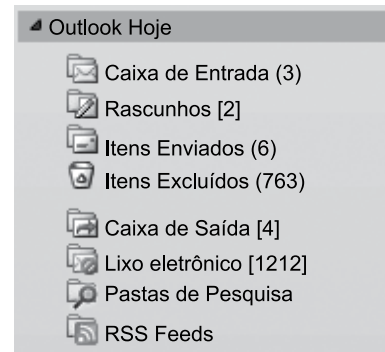 Outlook Hoje
Caixa de Entrada (3)
Rascunhos [2]
Itens Enviados (6)
Itens Excluídos (763)
Caixa de Saída [4]
Lixo eletrônico [1212]
Pastas de Pesquisa
RSS Feeds